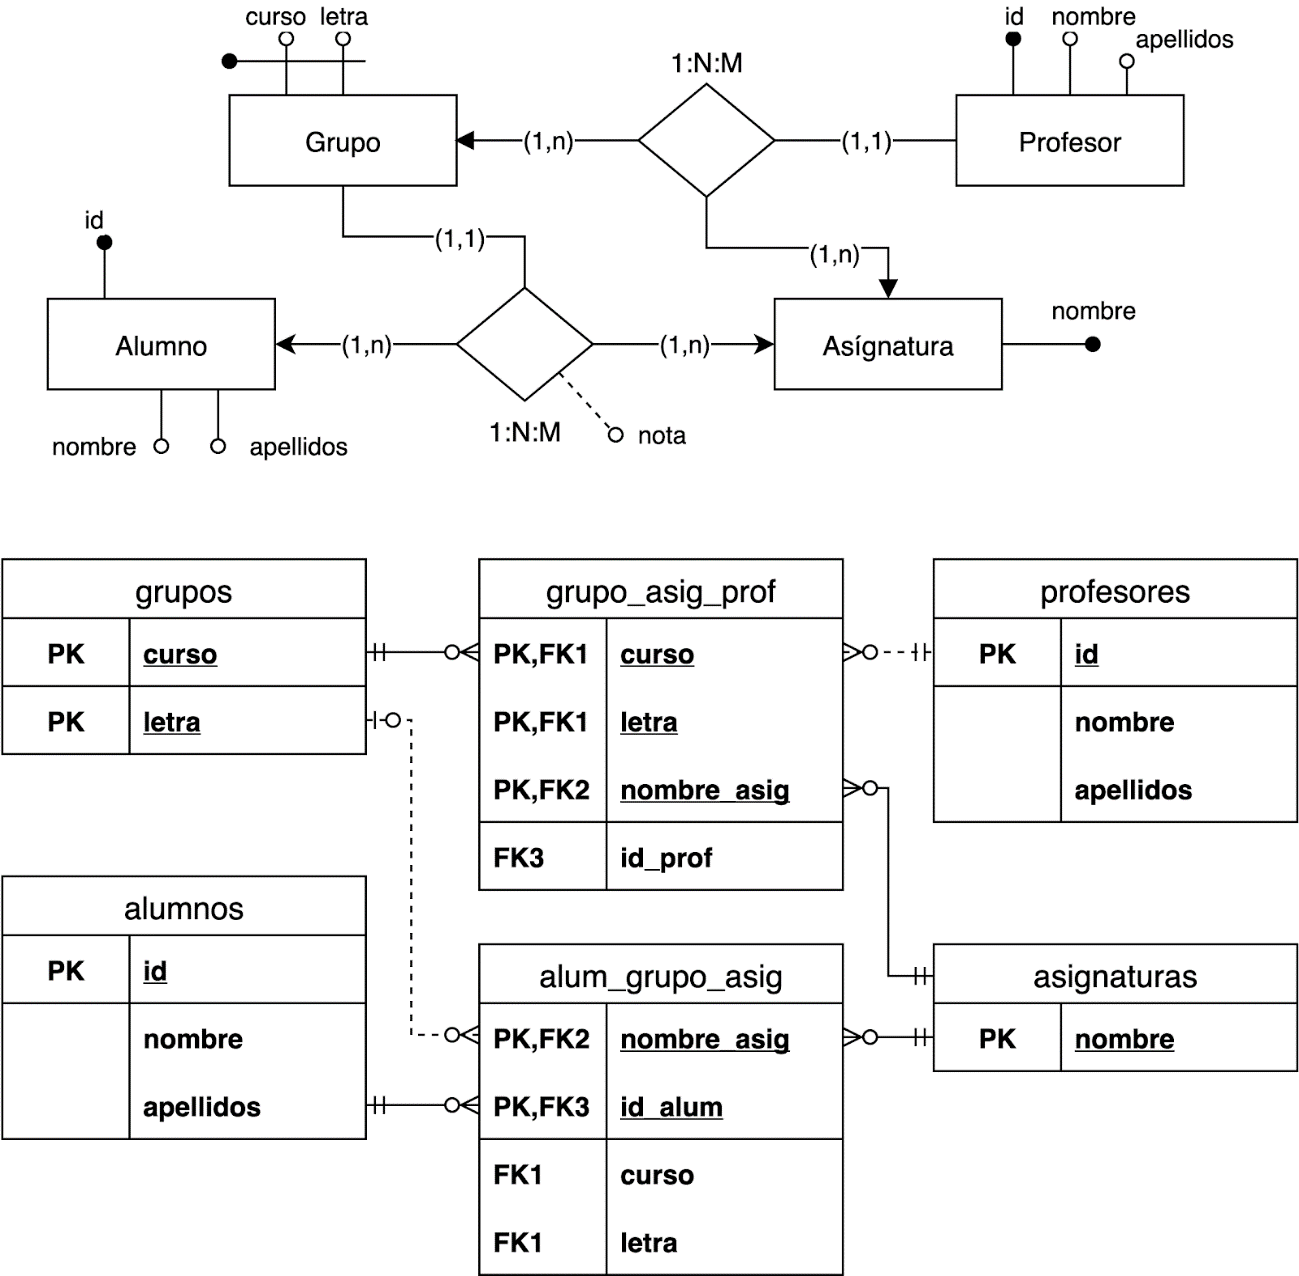 curso letra
id nombre
apellidos
1:N:M
Grupo
(1,n)
(1,1)
Profesor
id
(1,1)
(1,n)
nombre
Alumno
(1,n)
(1,n)
Asígnatura
nombre
apellidos
1:N:M
nota
grupos
PK curso
PK letra
grupo_asig_prof
PK,FK1 curso
PK,FK1 letra
PK,FK2 nombre_asig
FK3 id_prof
profesores
PK id
nombre
apellidos
alumnos
PK id
nombre
apellidos
alum_grupo_asig
PK,FK2 nombre_asig
PK,FK3 id_alum
FK1 curso
FK1 letra
asignaturas
PK nombre